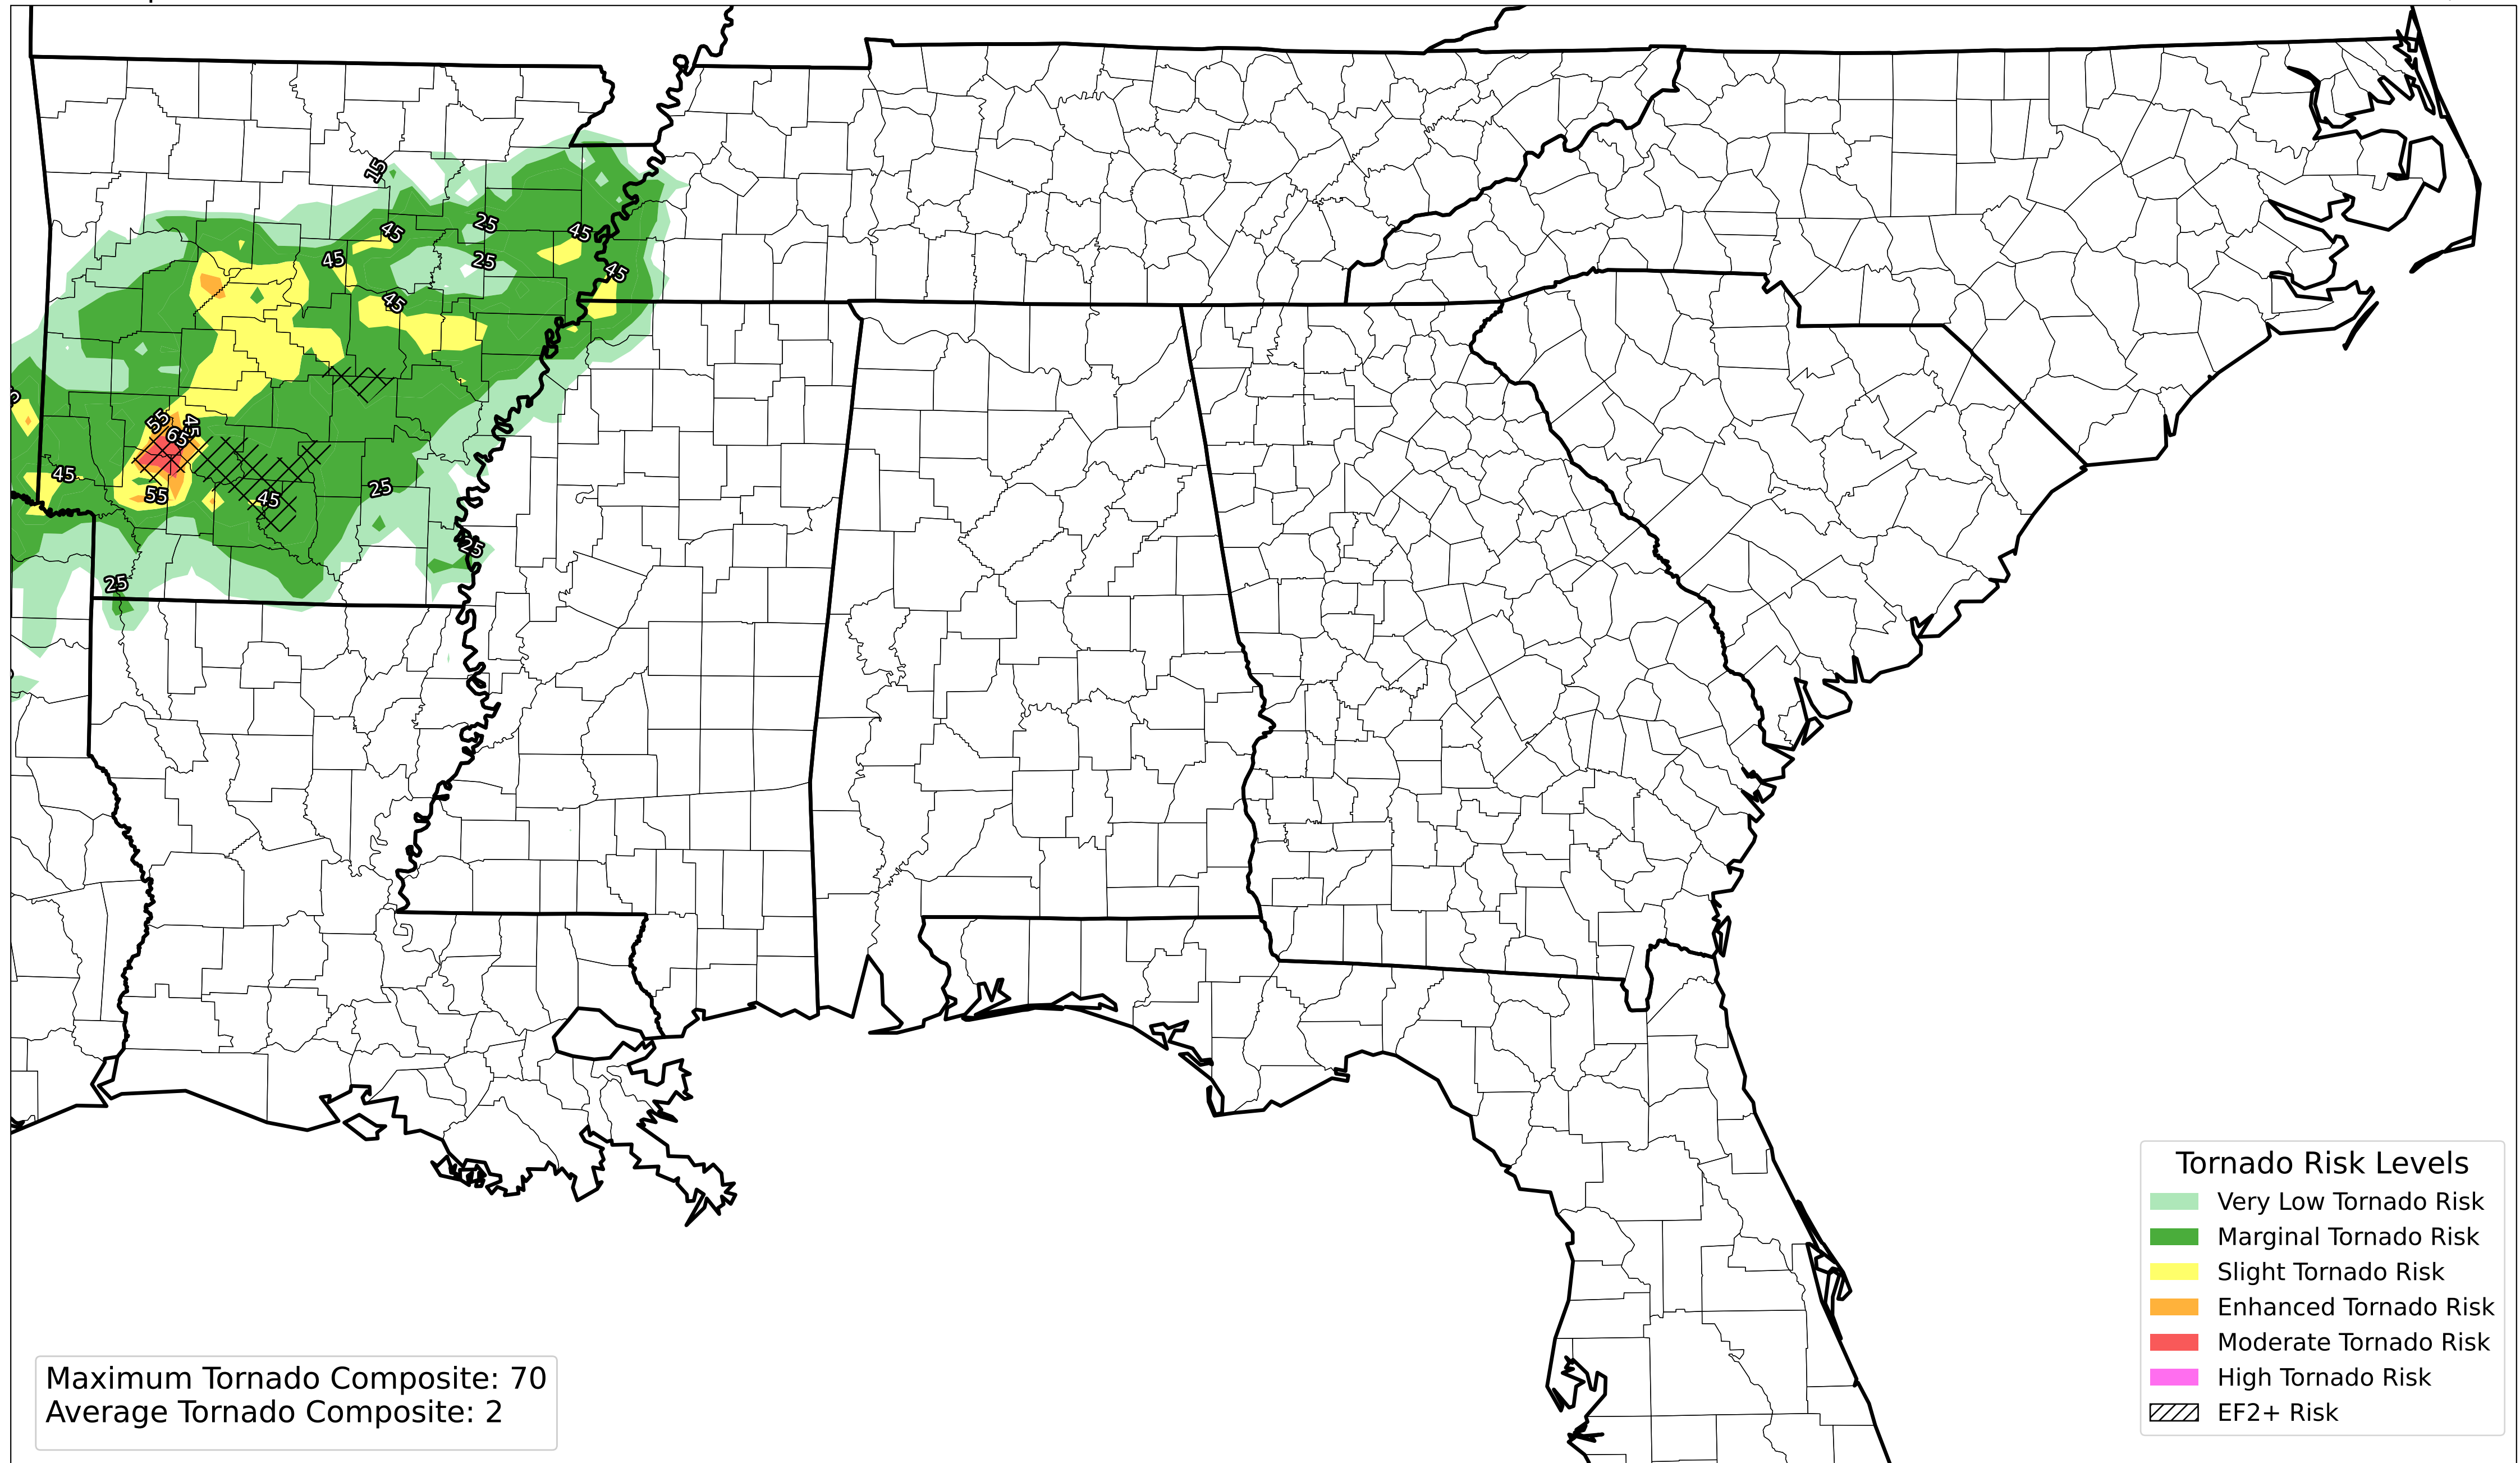 15
25
45
45
45
25
45
45
55
45
65
45
55
45
25
25
25
Maximum Tornado Composite: 70
Average Tornado Composite: 2
Tornado Risk Levels
Very Low Tornado Risk
Marginal Tornado Risk
Slight Tornado Risk
Enhanced Tornado Risk
Moderate Tornado Risk
High Tornado Risk
EF2+ Risk